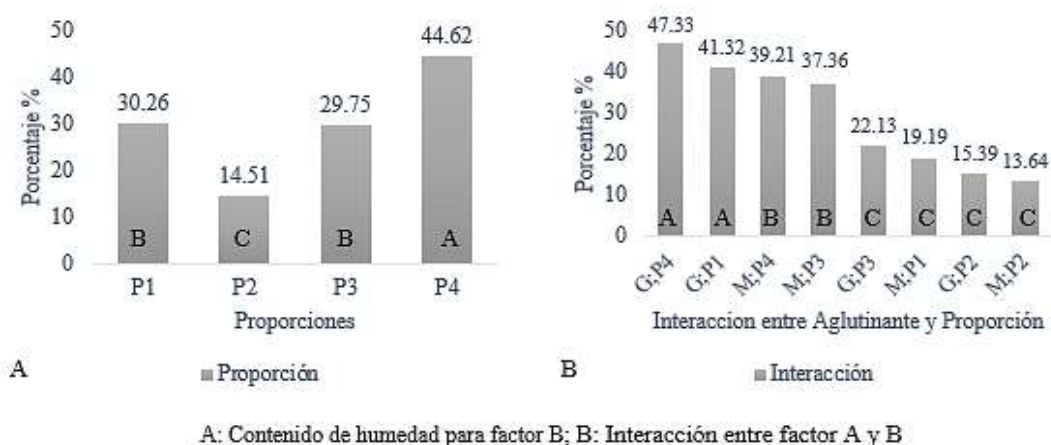 50
40
30
20
10
0
Porcentaje %
30.26
14.51
29.75
44.62
B
C
B
A
P1
P2
P3
P4
Proporciones
A
Proporción
50
40
30
20
10
0
Porcentaje %
47.33
41.32
39.21
37.36
22.13
19.19
15.39
13.64
A
A
B
B
C
C
C
C
G;P4
G;P1
M;P4
M;P3
G;P3
M;P1
G;P2
M;P2
Interaccion entre Aglutinante y Proporción
B
Interacción
A: Contenido de humedad para factor B; B: Interacción entre factor A y B